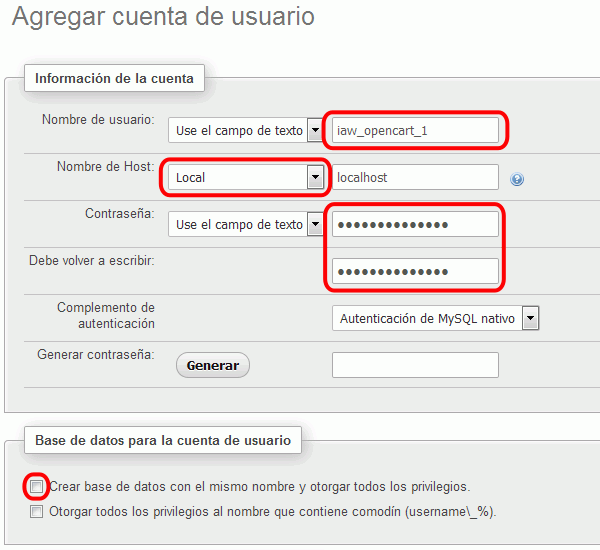 Agregar cuenta de usuario
Información de la cuenta
Nombre de usuario: Use el campo de texto iaw_opencart_1
Nombre de Host: Local localhost
Contraseña: Use el campo de texto ●●●●●●●●●●●●●●
Debe volver a escribir: ●●●●●●●●●●●●●●
Complemento de
autenticación Autenticación de MySQL nativo
Generar contraseña: Generar
Base de datos para la cuenta de usuario
Crear base de datos con el mismo nombre y otorgar todos los privilegios.
Otorgar todos los privilegios al nombre que contiene comodín (username\_%).